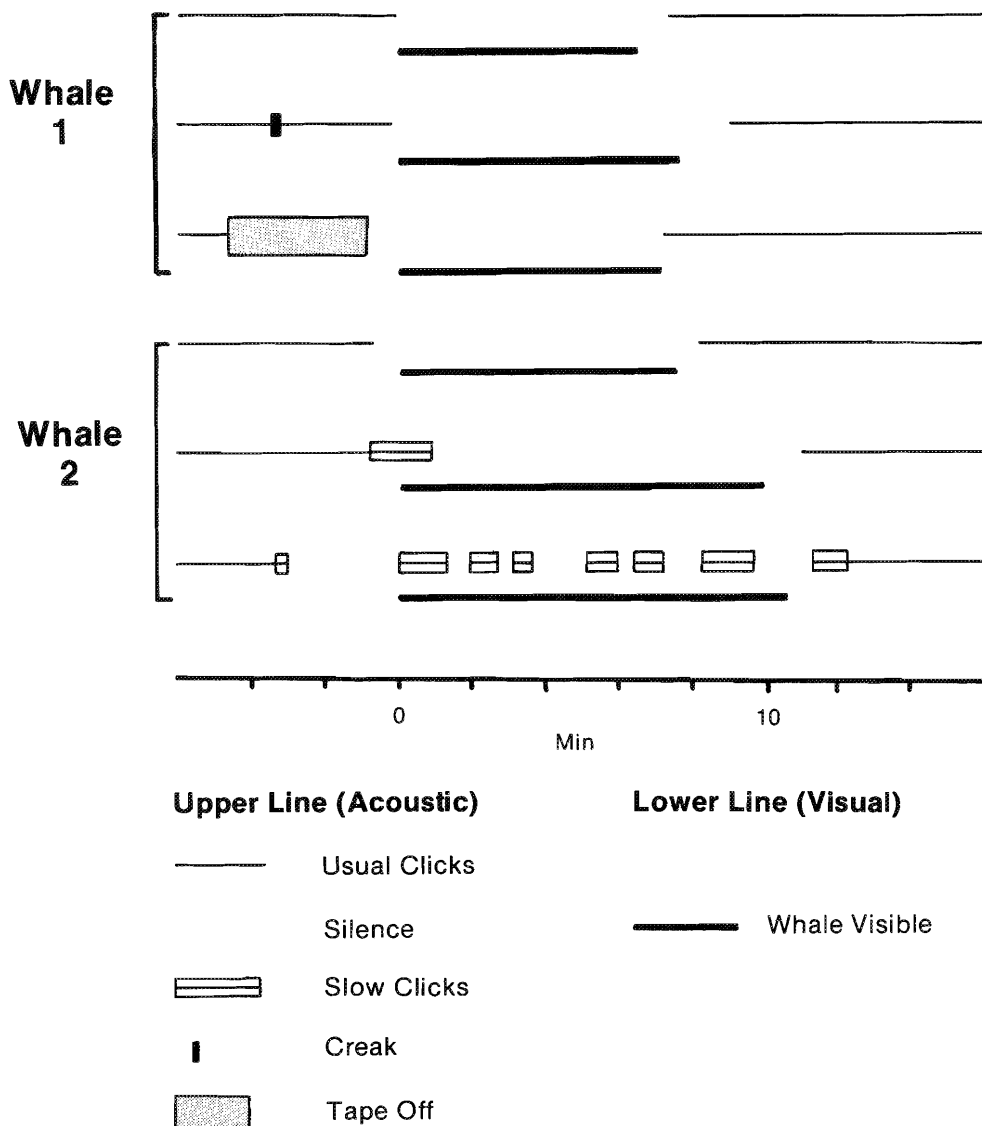 Whale
1
Whale
2
0 10
Min
Upper Line (Acoustic) Lower Line (Visual)
Usual Clicks
Silence Whale Visible
Slow Clicks
Creak
Tape Off